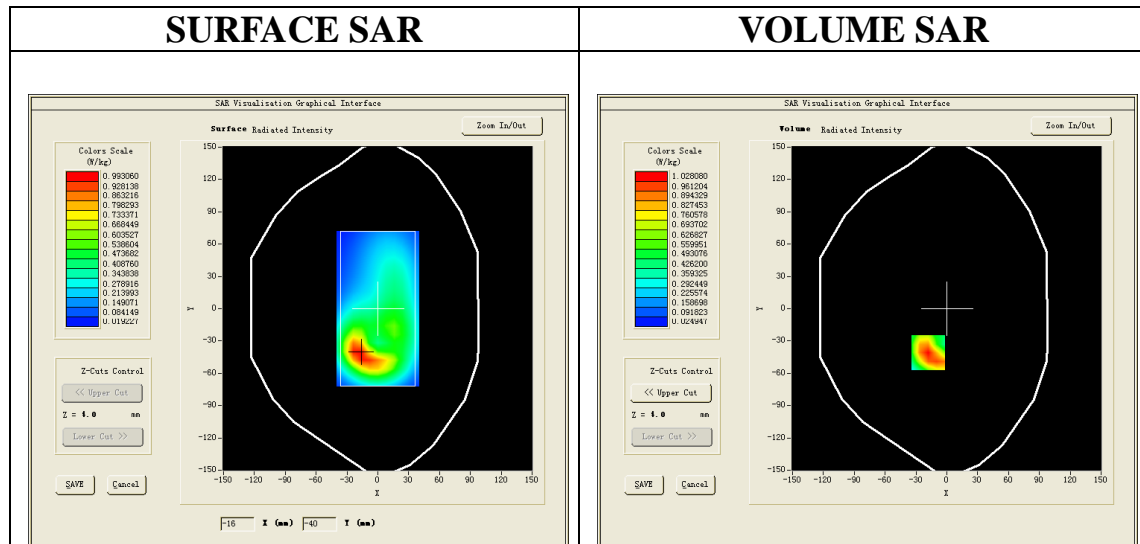 SURFACE SAR
VOLUME SAR
SAR Visualisation Graphical Interface
Surface Radiated Intensity
Zoom In/Out
Colors Scale
(W/kg)
0.993060
0.928138
0.863216
0.798293
0.733371
0.668449
0.603527
0.538604
0.473682
0.408760
0.343838
0.278916
0.213993
0.149071
0.084149
0.019227
150
120
90
60
30
0
-30
-60
-90
-120
-150
Y
-150 -120 -90 -60 -30 0 30 60 90 120 150
X
Z-Cuts Control
<< Upper Cut
Z = 4.0 mm
Lower Cut >>
SAVE Cancel
-16 X (mm) -40 Y (mm)
SAR Visualisation Graphical Interface
Volume Radiated Intensity
Zoom In/Out
Colors Scale
(W/kg)
1.028080
0.961204
0.894329
0.827453
0.760578
0.693702
0.626827
0.559951
0.493076
0.426200
0.359325
0.292449
0.225574
0.158698
0.091823
0.024947
150
120
90
60
30
0
-30
-60
-90
-120
-150
Y
-150 -120 -90 -60 -30 0 30 60 90 120 150
X
Z-Cuts Control
<< Upper Cut
Z = 4.0 mm
Lower Cut >>
SAVE Cancel